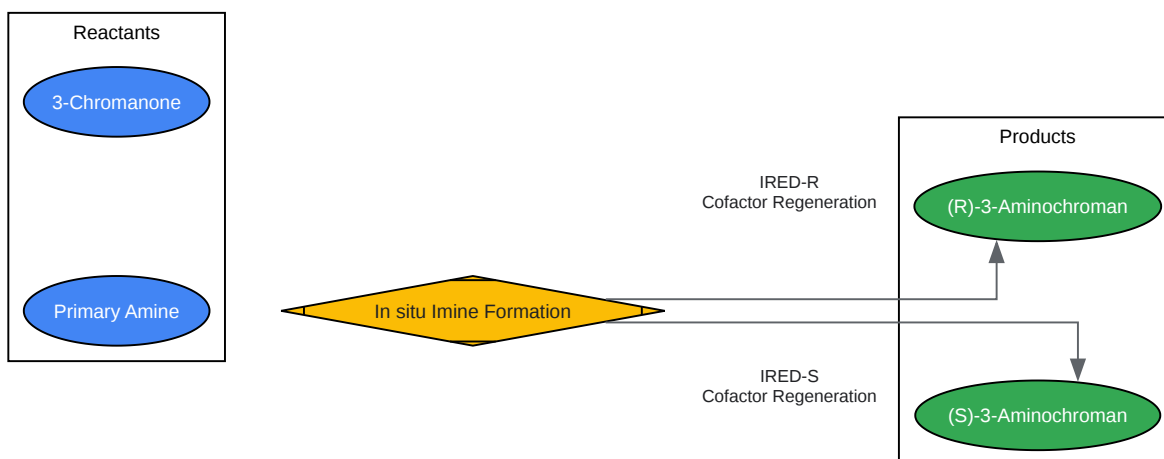 Reactants
3-Chromanone
Primary Amine
In situ Imine Formation
IRED-R
Cofactor Regeneration
IRED-S
Cofactor Regeneration
Products
(R)-3-Aminochroman
(S)-3-Aminochroman